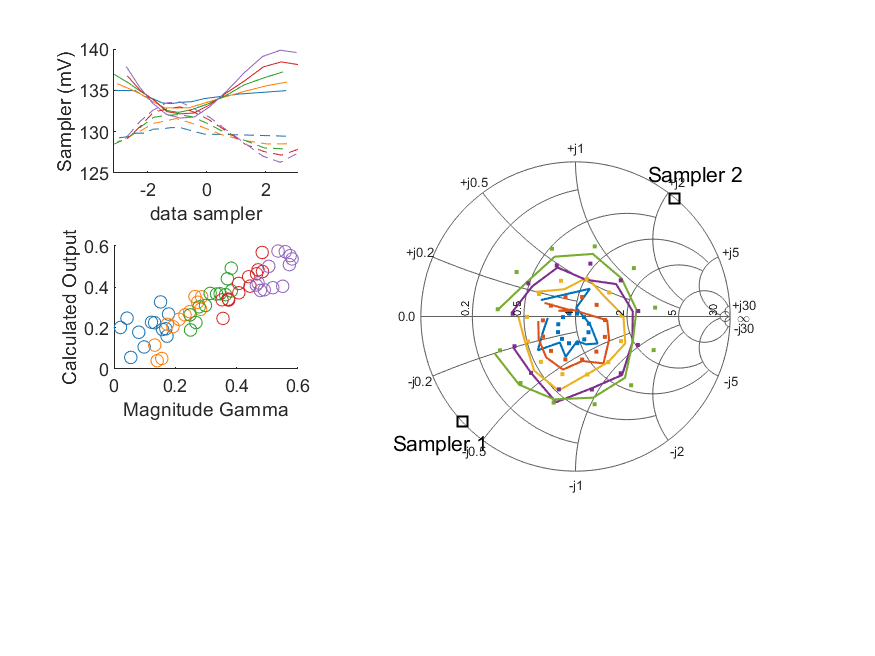 140
135
130
125
Sampler (mV)
-2
0
2
data sampler
0.6
0.4
0.2
0
Calculated Output
0
0.2
0.4
0.6
Magnitude Gamma
+j1
+j0.5
+j2
Sampler 2
+j0.2
+j5
0.0
0.2
0.5
1
2
5
30
+j30
∞
-j30
-j0.2
-j5
Sampler 1
-j0.5
-j2
-j1